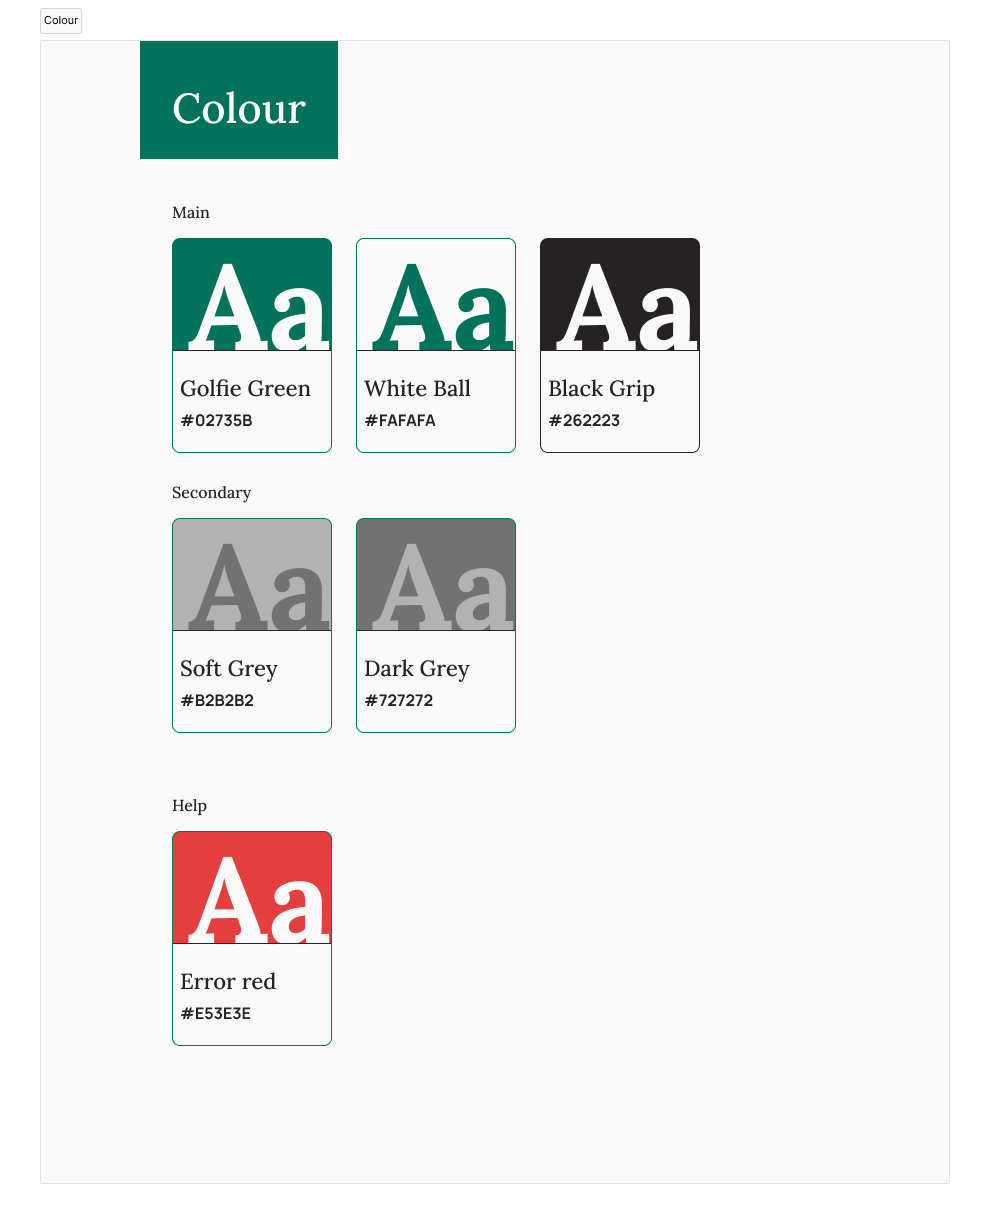 Colour
Colour
Main
Aa
Aa
Aa
Golfie Green
White Ball
Black Grip
#02735B
#FAFAFA
#262223
Secondary
Aa
Aa
Soft Grey
Dark Grey
#B2B2B2
#727272
Help
Aa
Error red
#E53E3E